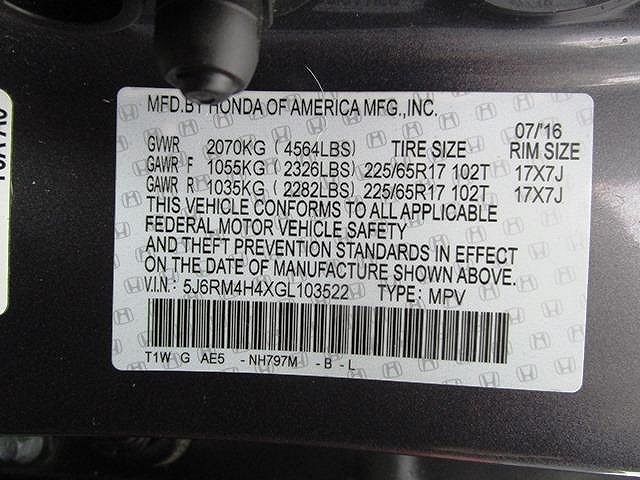 MFD.BY HONDA OF AMERICA MFG.,INC.
07/'16
GVWR 2070KG (4564LBS) TIRE SIZE RIM SIZE
GAWR F 1055KG (2326LBS) 225/65R17 102T 17X7J
GAWR R 1035KG (2282LBS) 225/65R17 102T 17X7J
THIS VEHICLE CONFORMS TO ALL APPLICABLE
FEDERAL MOTOR VEHICLE SAFETY
AND THEFT PREVENTION STANDARDS IN EFFECT
ON THE DATE OF MANUFACTURE SHOWN ABOVE.
V.I.N: 5J6RM4H4XGL103522 TYPE: MPV
T1W G AE5 -NH797M -B -L